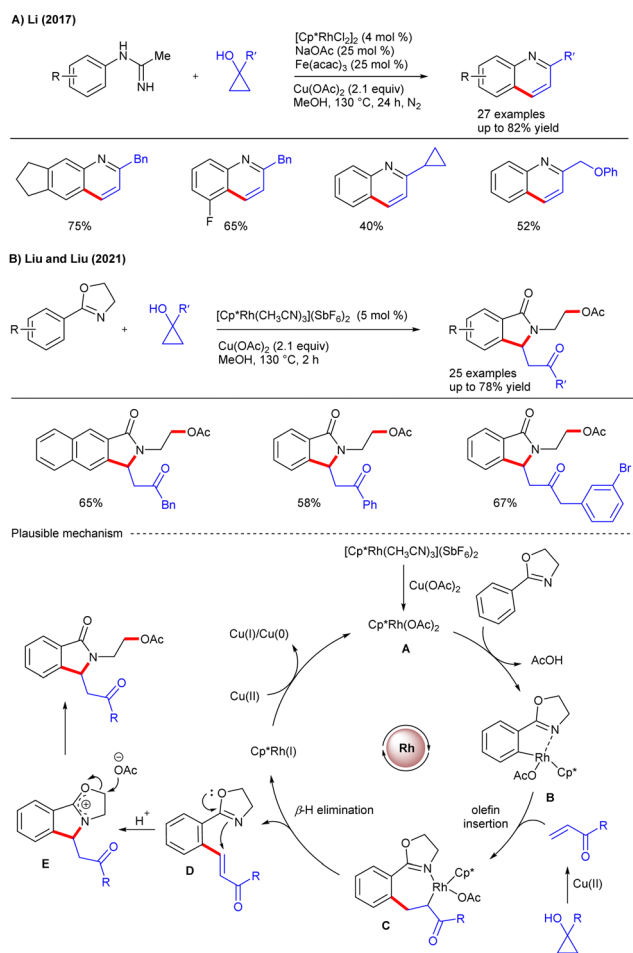 A) Li (2017)
R
H
N
Me
NH
+
HO R'
[Cp*RhCl2]2 (4 mol %)
NaOAc (25 mol %)
Fe(acac)3 (25 mol %)
Cu(OAc)2 (2.1 equiv)
MeOH, 130 °C, 24 h, N2
R
N
R'
27 examples
up to 82% yield
N
Bn
75%
N
Bn
F
65%
N
40%
N
OPh
52%
B) Liu and Liu (2021)
R
O
N
+
HO R'
[Cp*Rh(CH3CN)3](SbF6)2 (5 mol %)
Cu(OAc)2 (2.1 equiv)
MeOH, 130 °C, 2 h
R
O
N
OAc
O
R'
25 examples
up to 78% yield
O
N
OAc
O
Bn
65%
O
N
OAc
O
Ph
58%
O
N
OAc
O
Br
67%
Plausible mechanism
[Cp*Rh(CH3CN)3](SbF6)2
Cu(OAc)2
O
N
Cp*Rh(OAc)2
A
AcOH
Cu(I)/Cu(0)
Cu(II)
Cp*Rh(I)
Rh
O
N
OAc
O
R
O
N
Rh
AcO
Cp*
B
olefin
insertion
O
R
Cu(II)
HO R
β-H elimination
O
N
Cp*
Rh
OAc
O
R
C
O
N
R
O
D
H+
⊖
OAc
O
⊕
N
O
R
E